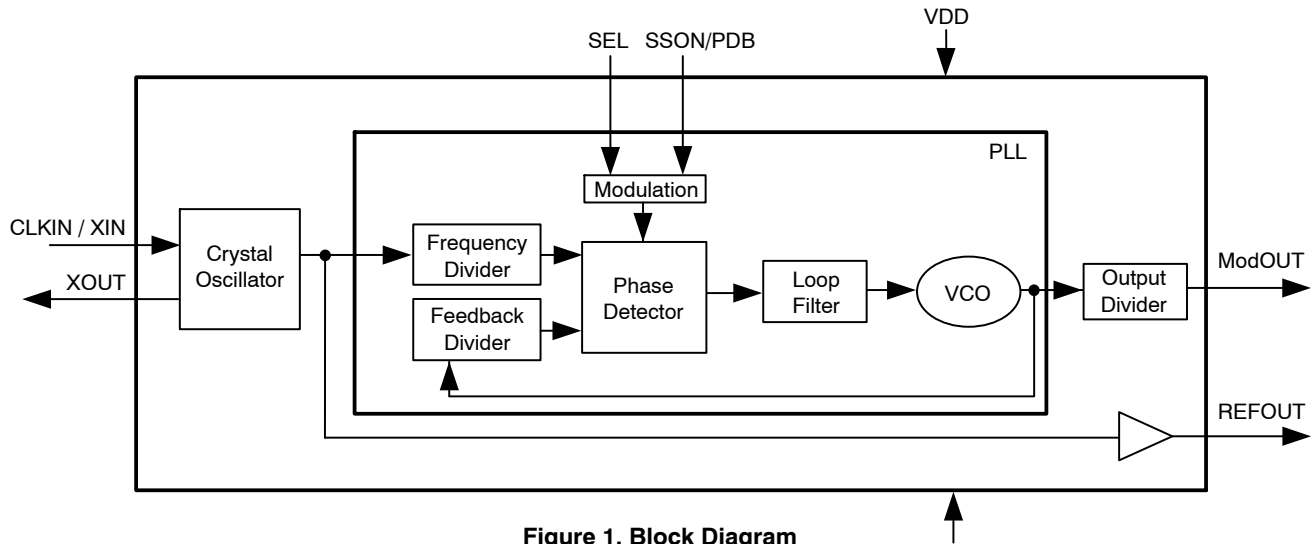 VDD
SEL SSON/PDB
PLL
Modulation
CLKIN / XIN
XOUT
Crystal
Oscillator
Frequency
Divider
Feedback
Divider
Phase
Detector
Loop
Filter
VCO
Output
Divider
ModOUT
REFOUT
Figure 1. Block Diagram